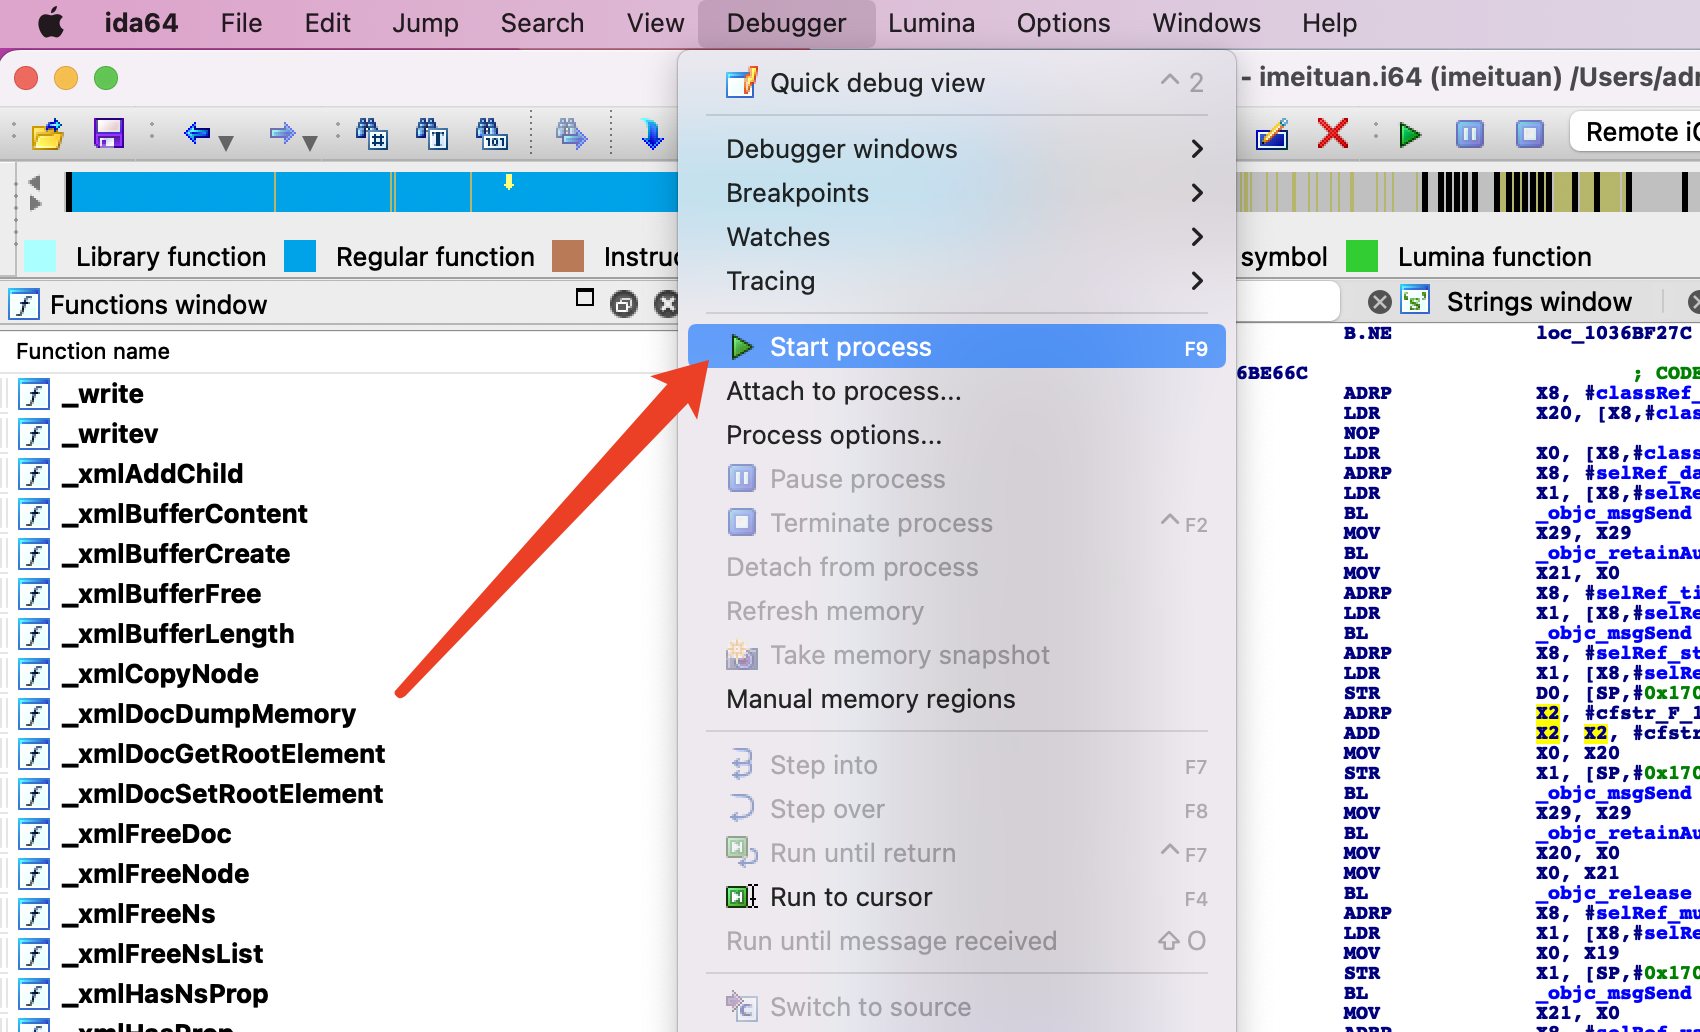 ida64 File Edit Jump Search View Debugger Lumina Options Windows Help
- imeituan.i64 (imeituan) /Users/adm
Remote iO
Library function Regular function Instruc symbol Lumina function
Functions window
Strings window
Function name
_write
_writev
_xmlAddChild
_xmlBufferContent
_xmlBufferCreate
_xmlBufferFree
_xmlBufferLength
_xmlCopyNode
_xmlDocDumpMemory
_xmlDocGetRootElement
_xmlDocSetRootElement
_xmlFreeDoc
_xmlFreeNode
_xmlFreeNs
_xmlFreeNsList
_xmlHasNsProp
_xmlHasProp
Quick debug view ^ 2
Debugger windows
Breakpoints
Watches
Tracing
Start process F9
Attach to process...
Process options...
Pause process
Terminate process ^ F2
Detach from process
Refresh memory
Take memory snapshot
Manual memory regions
Step into F7
Step over F8
Run until return ^ F7
Run to cursor F4
Run until message received ⇧ O
Switch to source
B.NE loc_1036BF27C
6BE66C ; CODE
ADRP X8, #classRef_
LDR X20, [X8,#clas
NOP
LDR X0, [X8,#class
ADRP X8, #selRef_da
LDR X1, [X8,#selRe
BL _objc_msgSend
MOV X29, X29
BL _objc_retainAu
MOV X21, X0
ADRP X8, #selRef_ti
LDR X1, [X8,#selRe
BL _objc_msgSend
ADRP X8, #selRef_st
LDR X1, [X8,#selRe
STR D0, [SP,#0x170
ADRP X2, #cfstr_F_1
ADD X2, X2, #cfstr
MOV X0, X20
STR X1, [SP,#0x170
BL _objc_msgSend
MOV X29, X29
BL _objc_retainAu
MOV X20, X0
MOV X0, X21
BL _objc_release
ADRP X8, #selRef_mu
LDR X1, [X8,#selRe
MOV X0, X19
STR X1, [SP,#0x170
BL _objc_msgSend
MOV X21, X0